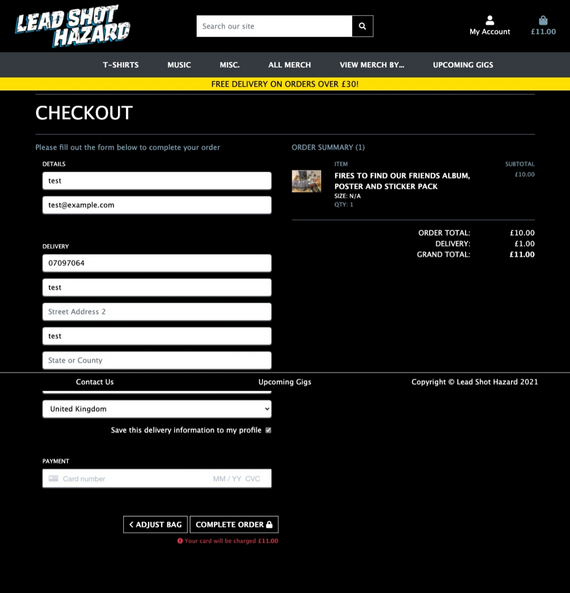 LEAD SHOT
HAZARD
Search our site
My Account
£11.00
T-SHIRTS MUSIC MISC. ALL MERCH VIEW MERCH BY... UPCOMING GIGS
FREE DELIVERY ON ORDERS OVER £30!
CHECKOUT
Please fill out the form below to complete your order
DETAILS
test
test@example.com
DELIVERY
07097064
test
Street Address 2
test
State or County
ORDER SUMMARY (1)
ITEM SUBTOTAL
FIRES TO FIND OUR FRIENDS ALBUM, £10.00
POSTER AND STICKER PACK
SIZE: N/A
QTY: 1
ORDER TOTAL: £10.00
DELIVERY: £1.00
GRAND TOTAL: £11.00
Contact Us Upcoming Gigs Copyright © Lead Shot Hazard 2021
United Kingdom
Save this delivery information to my profile
PAYMENT
Card number MM / YY CVC
ADJUST BAG COMPLETE ORDER
Your card will be charged £11.00